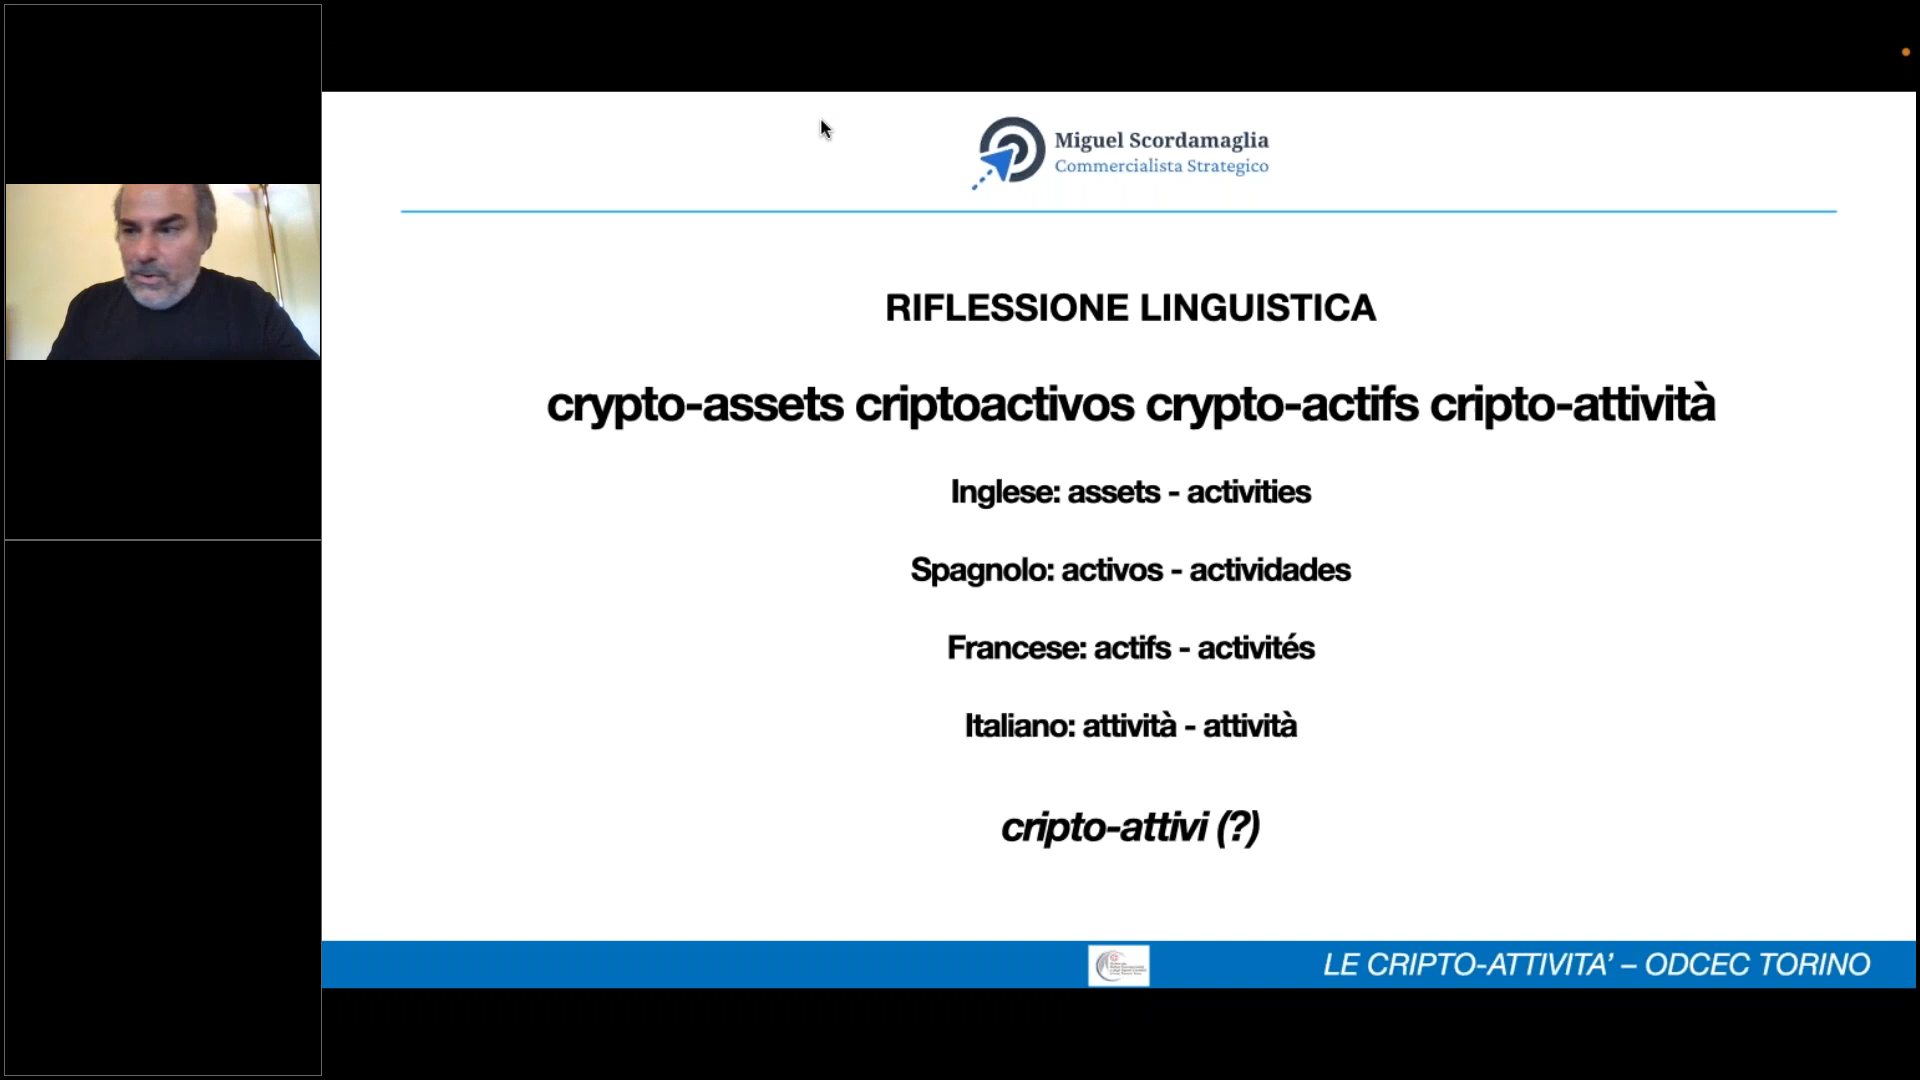 Miguel Scordamaglia
Commercialista Strategico
RIFLESSIONE LINGUISTICA
crypto-assets criptoactivos crypto-actifs cripto-attività
Inglese: assets - activities
Spagnolo: activos - actividades
Francese: actifs - activités
Italiano: attività - attività
cripto-attivi (?)
LE CRIPTO-ATTIVITA’ – ODCEC TORINO